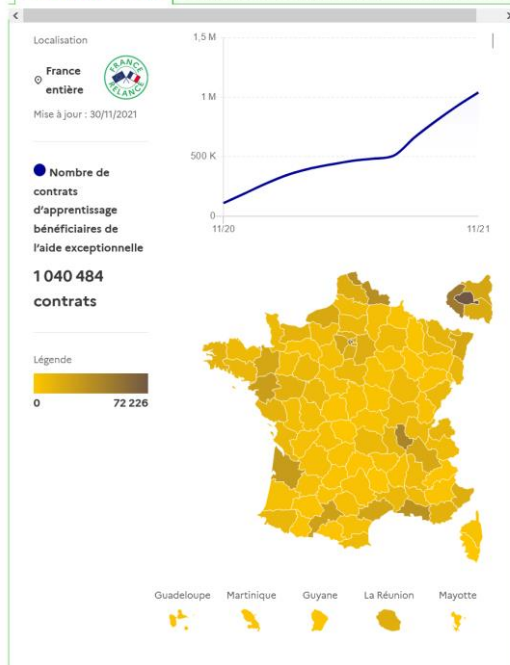 Localisation
France
entière
FRANCE
RELANCE
Mise à jour : 30/11/2021
Nombre de
contrats
d'apprentissage
bénéficiaires de
l'aide exceptionnelle
1 040 484
contrats
Légende
0 72 226
1,5 M
1 M
500 K
0
11/20 11/21
Guadeloupe Martinique Guyane La Réunion Mayotte